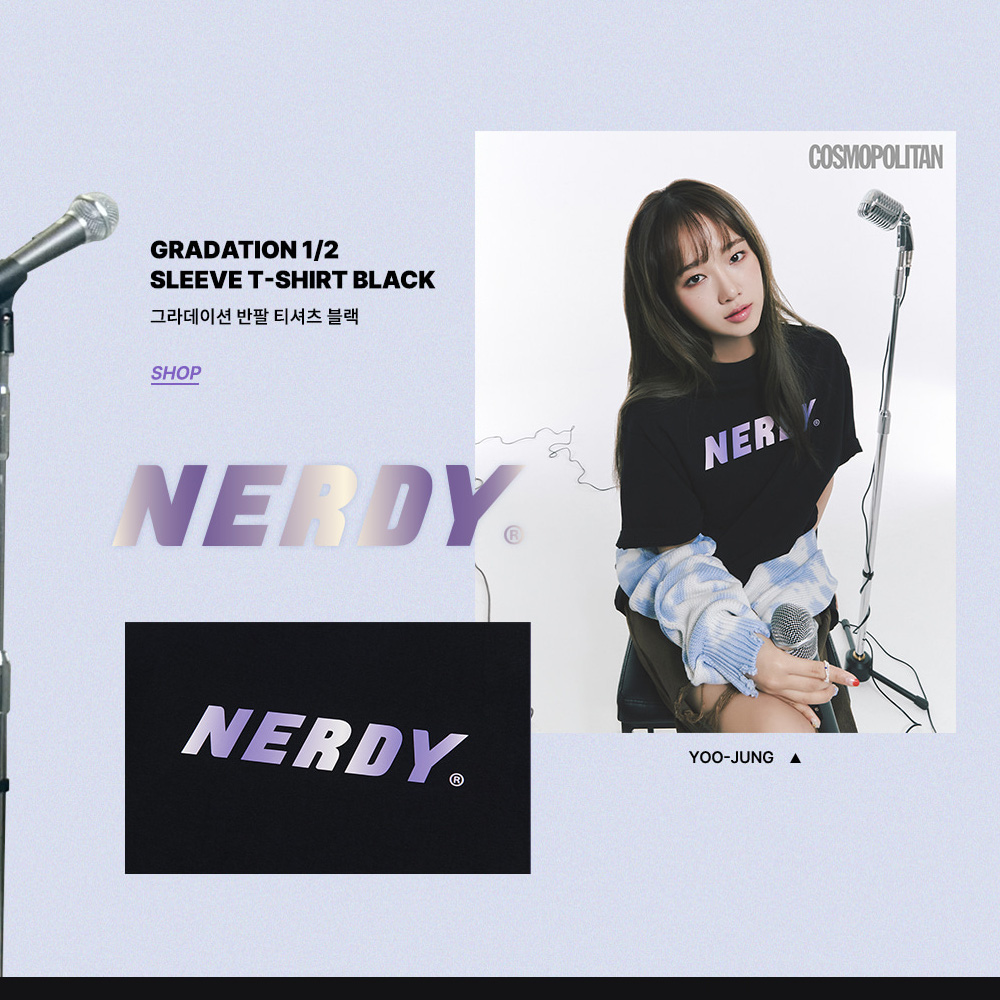 COSMOPOLITAN
GRADATION 1/2
SLEEVE T-SHIRT BLACK
그라데이션 반팔 티셔츠 블랙
SHOP
NERDY®
NERDY®
NERDY®
YOO-JUNG ▲